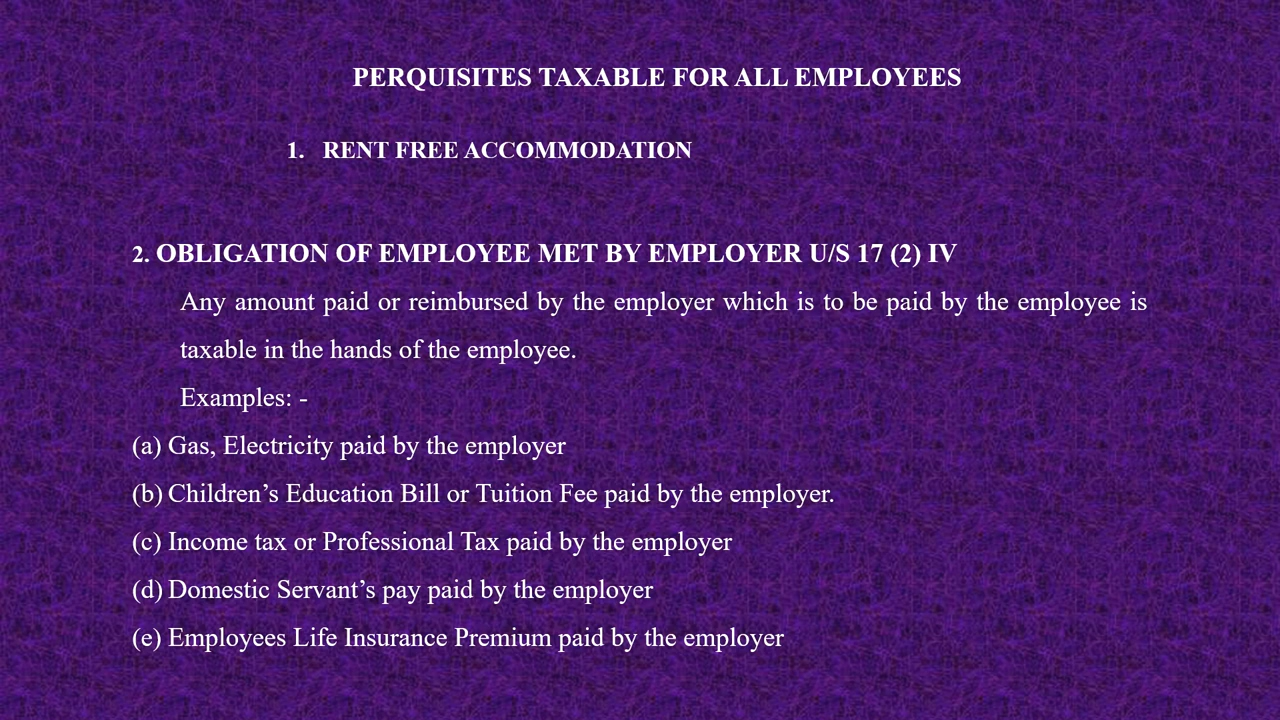 PERQUISITES TAXABLE FOR ALL EMPLOYEES
1. RENT FREE ACCOMMODATION
2. OBLIGATION OF EMPLOYEE MET BY EMPLOYER U/S 17 (2) IV
Any amount paid or reimbursed by the employer which is to be paid by the employee is
taxable in the hands of the employee.
Examples: -
(a) Gas, Electricity paid by the employer
(b) Children’s Education Bill or Tuition Fee paid by the employer.
(c) Income tax or Professional Tax paid by the employer
(d) Domestic Servant’s pay paid by the employer
(e) Employees Life Insurance Premium paid by the employer